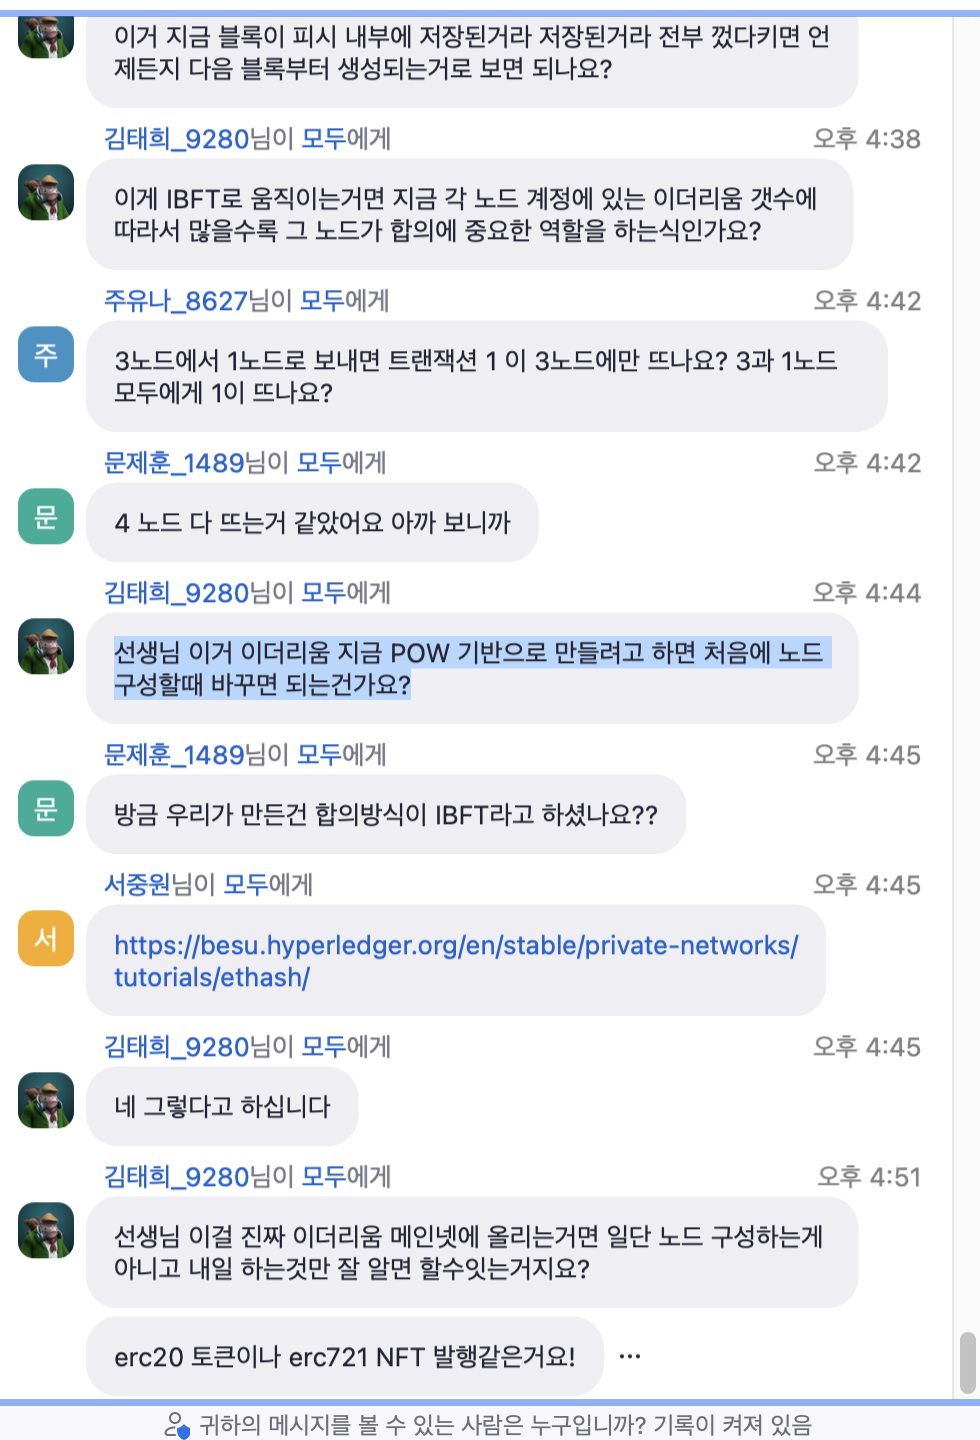 이거 지금 블록이 피시 내부에 저장된거라 저장된거라 전부 껐다키면 언
제든지 다음 블록부터 생성되는거로 보면 되나요?
김태희_9280님이 모두에게 오후 4:38
이게 IBFT로 움직이는거면 지금 각 노드 계정에 있는 이더리움 갯수에
따라서 많을수록 그 노드가 합의에 중요한 역할을 하는식인가요?
주유나_8627님이 모두에게 오후 4:42
주
3노드에서 1노드로 보내면 트랜잭션 1 이 3노드에만 뜨나요? 3과 1노드
모두에게 1이 뜨나요?
문제훈_1489님이 모두에게 오후 4:42
문
4 노드 다 뜨는거 같았어요 아까 보니까
김태희_9280님이 모두에게 오후 4:44
선생님 이거 이더리움 지금 POW 기반으로 만들려고 하면 처음에 노드
구성할때 바꾸면 되는건가요?
문제훈_1489님이 모두에게 오후 4:45
문
방금 우리가 만든건 합의방식이 IBFT라고 하셨나요??
서중원님이 모두에게 오후 4:45
서
https://besu.hyperledger.org/en/stable/private-networks/
tutorials/ethash/
김태희_9280님이 모두에게 오후 4:45
네 그렇다고 하십니다
김태희_9280님이 모두에게 오후 4:51
선생님 이걸 진짜 이더리움 메인넷에 올리는거면 일단 노드 구성하는게
아니고 내일 하는것만 잘 알면 할수잇는거지요?
erc20 토큰이나 erc721 NFT 발행같은거요! ···
귀하의 메시지를 볼 수 있는 사람은 누구입니까? 기록이 켜져 있음